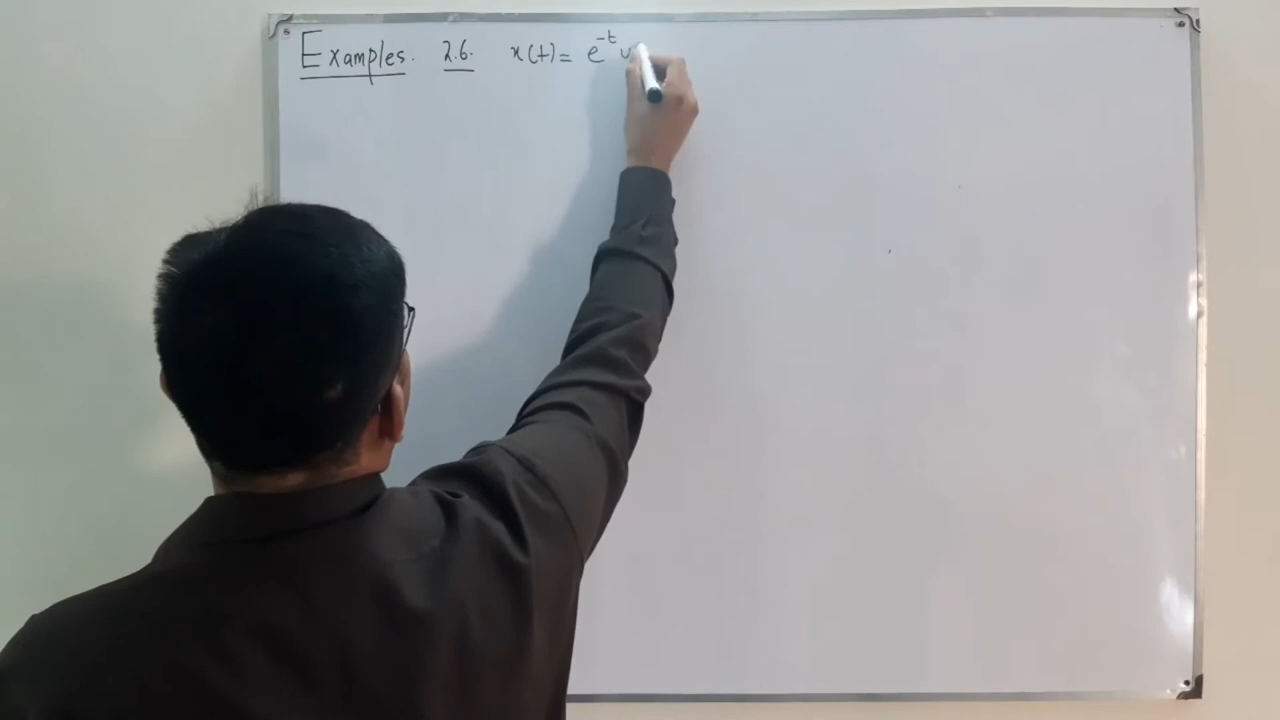 Examples. 2.6. x(t) = e^-t u